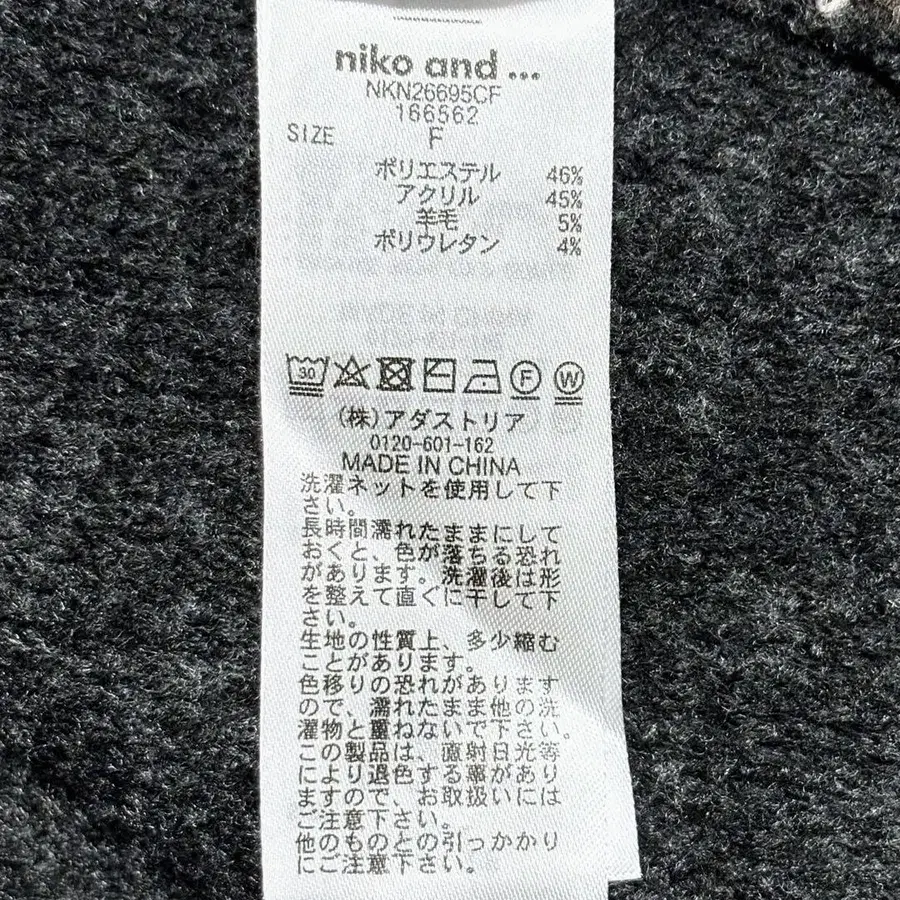 niko and ...
NKN26695CF
166562
SIZE F
ポリエステル 46%
アクリル 45%
羊毛 5%
ポリウレタン 4%
30 F W
(株)アダストリア
0120-601-162
MADE IN CHINA
洗濯ネットを使用して下
さい。
長時間濡れたままにして
おくと、色が落ちる恐れ
があります。洗濯後は形
を整えて直ぐに干して下
さい。
生地の性質上、多少縮む
ことがあります。
色移りの恐れがあります
ので、濡れたまま他の洗
濯物と重ねないで下さい。
この製品は、直射日光等
により退色する事があり
ますので、お取扱いには
ご注意下さい。
他のものとの引っかかり
にご注意下さい。